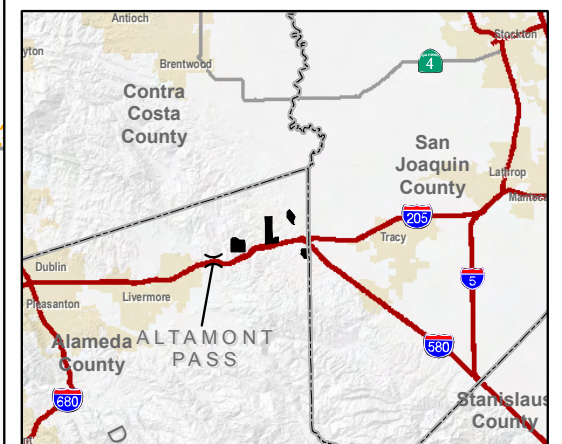 Antioch
Stockton
yton
4
Brentwood
Contra
Costa
County
San
Joaquin
County
Lathrop
Manteca
205
Tracy
Dublin
5
Pleasanton
Livermore
Alameda
County
ALTAMONT
PASS
580
680
Stanislaus
County
D